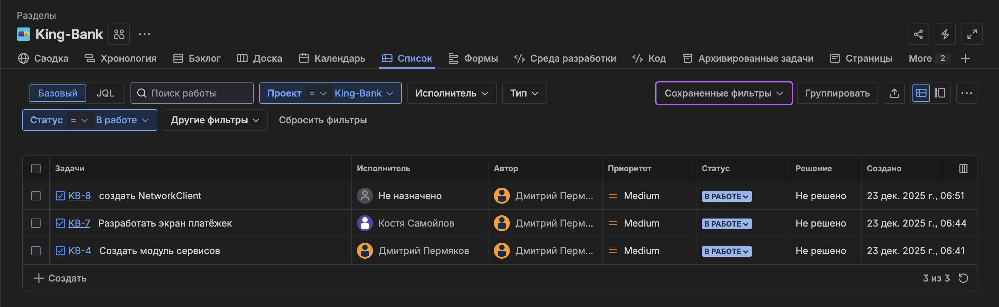 Разделы
King-Bank
Сводка Хронология Бэклог Доска Календарь Список Формы Среда разработки Код Архивированные задачи Страницы More 2
Базовый JQL Поиск работы Проект = King-Bank Исполнитель Тип Сохраненные фильтры Группировать
Статус = В работе Другие фильтры Сбросить фильтры
Задачи Исполнитель Автор Приоритет Статус Решение Создано
KB-8 создать NetworkClient Не назначено Дмитрий Перм... Medium В РАБОТЕ Не решено 23 дек. 2025 г., 06:51
KB-7 Разработать экран платёжек Костя Самойлов Дмитрий Перм... Medium В РАБОТЕ Не решено 23 дек. 2025 г., 06:44
KB-4 Создать модуль сервисов Дмитрий Пермяков Дмитрий Перм... Medium В РАБОТЕ Не решено 23 дек. 2025 г., 06:41
Создать 3 из 3